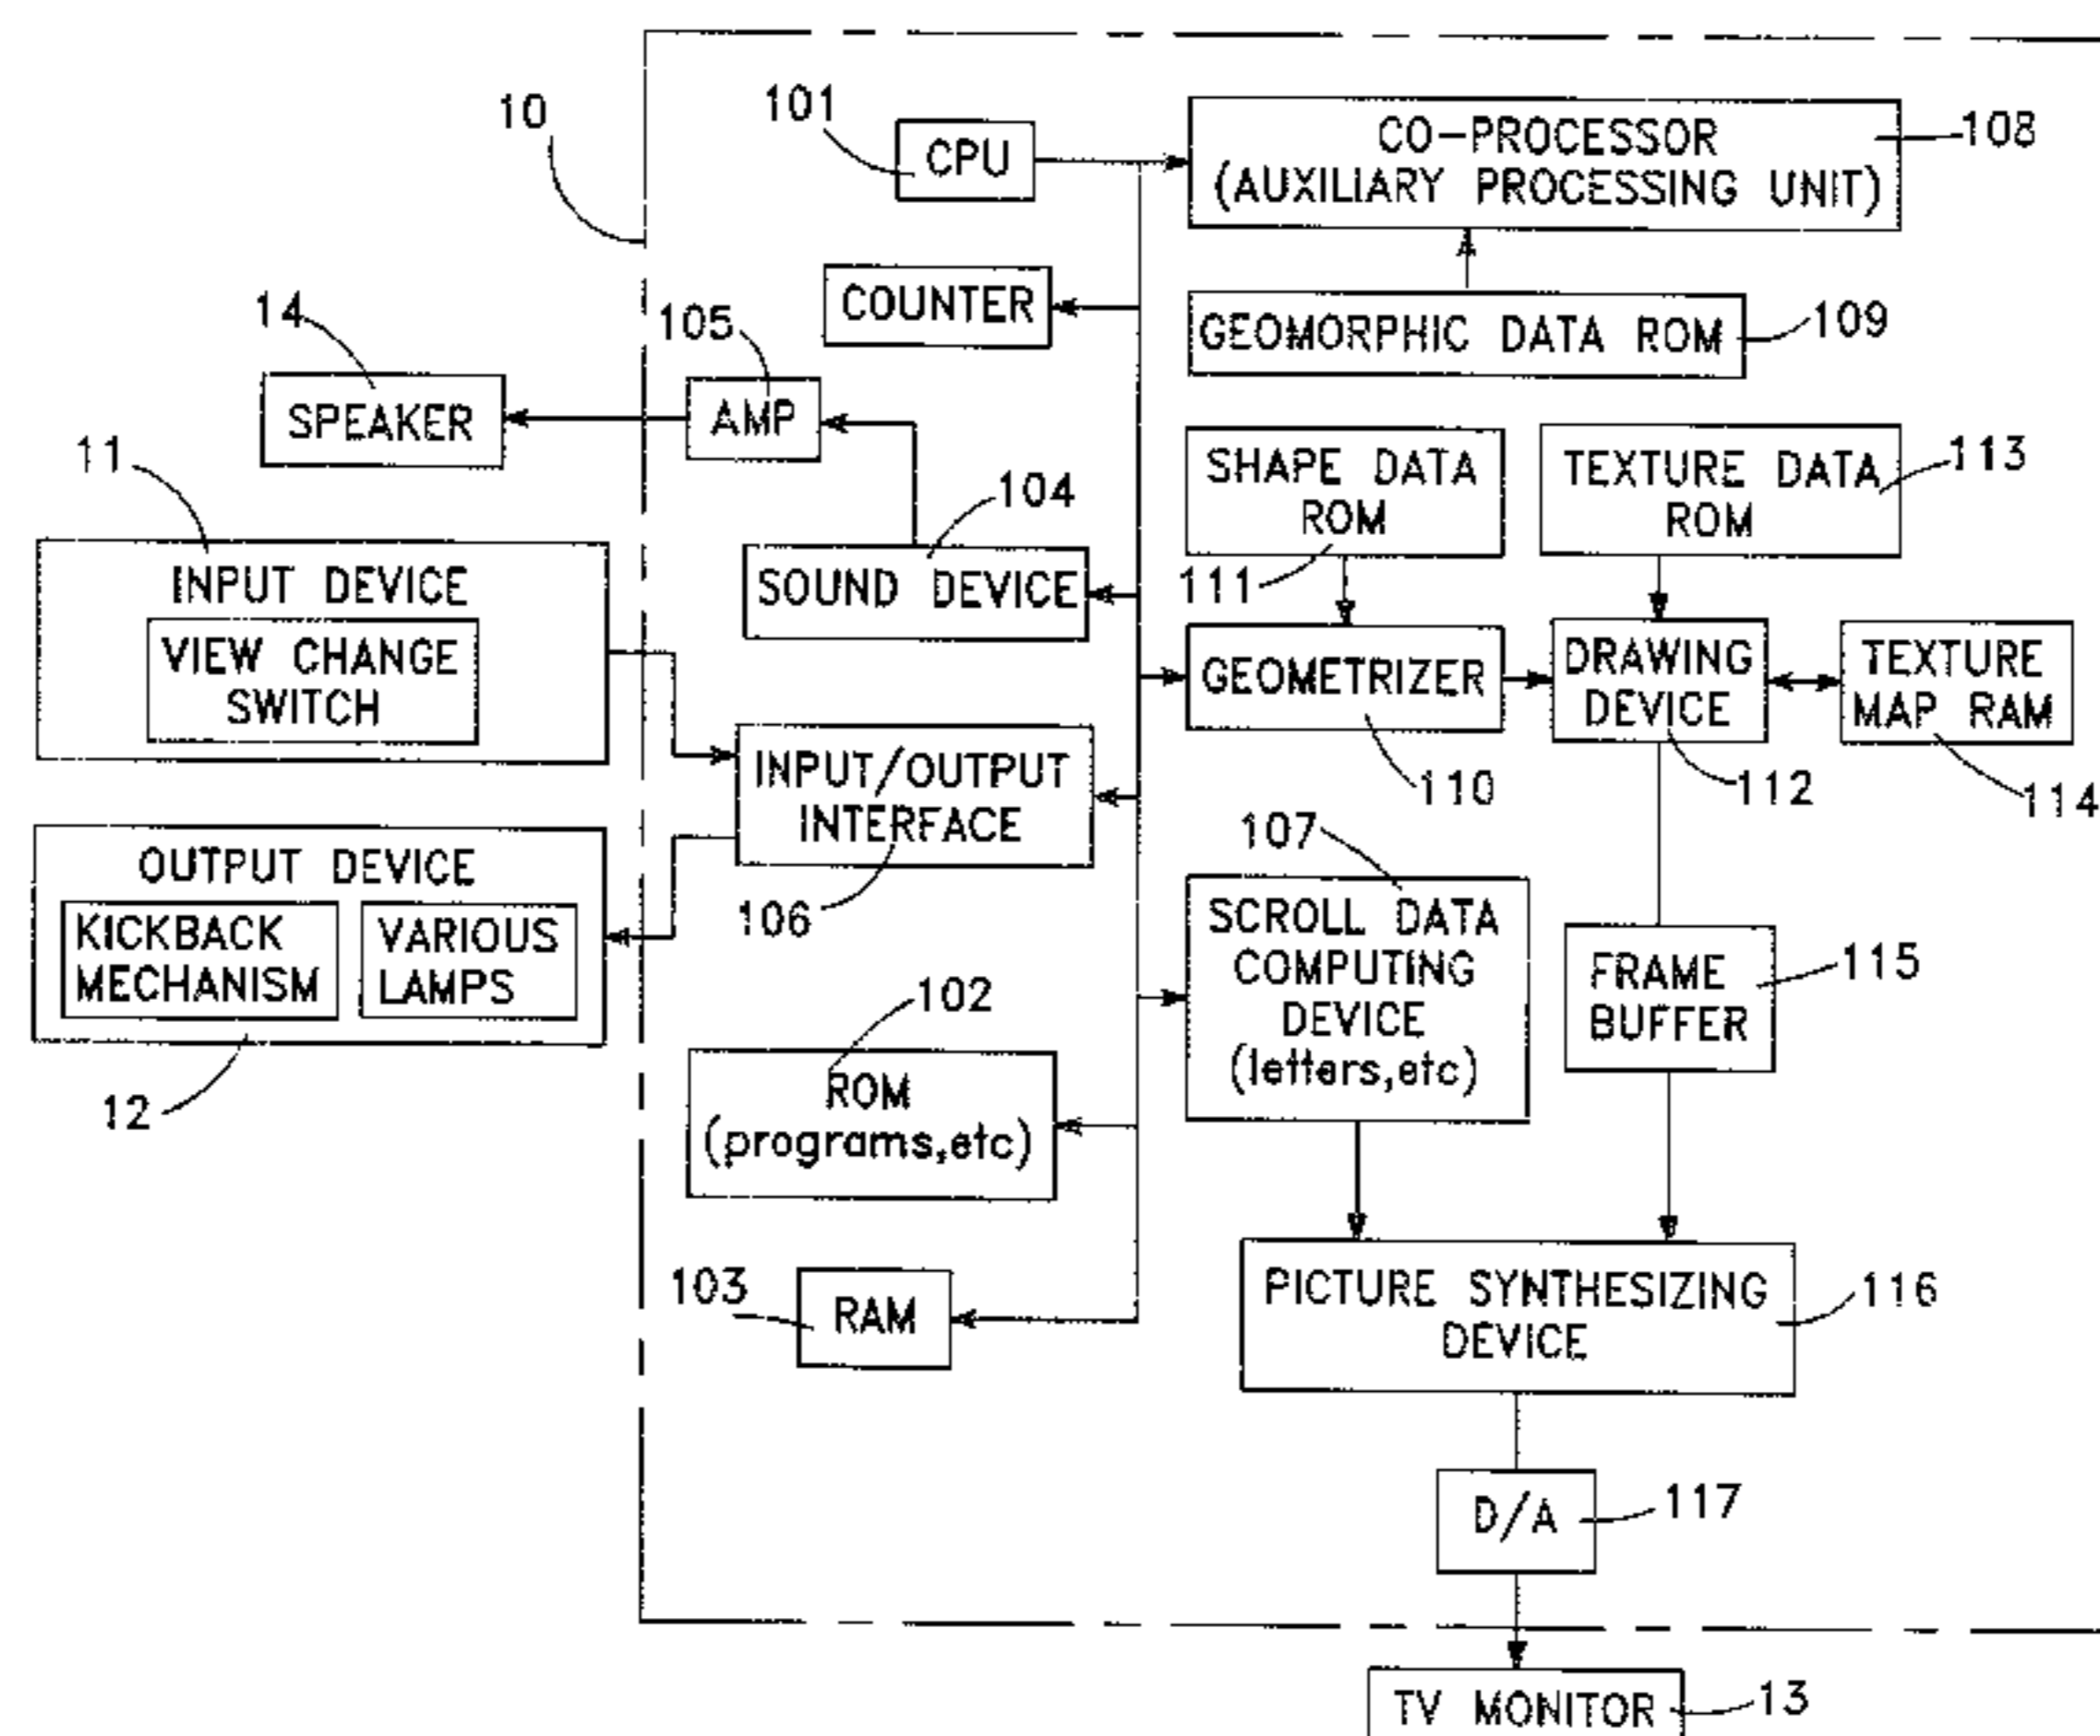 10
101
CPU
CO-PROCESSOR
(AUXILIARY PROCESSING UNIT)
108
COUNTER
GEOMORPHIC DATA ROM
109
14
SPEAKER
105
AMP
SHAPE DATA
ROM
111
TEXTURE DATA
ROM
113
11
INPUT DEVICE
VIEW CHANGE
SWITCH
104
SOUND DEVICE
GEOMETRIZER
110
DRAWING
DEVICE
112
TEXTURE
MAP RAM
114
INPUT/OUTPUT
INTERFACE
106
OUTPUT DEVICE
KICKBACK
MECHANISM
VARIOUS
LAMPS
12
107
SCROLL DATA
COMPUTING
DEVICE
(letters,etc)
FRAME
BUFFER
115
102
ROM
(programs,etc)
103
RAM
PICTURE SYNTHESIZING
DEVICE
116
D/A
117
TV MONITOR
13